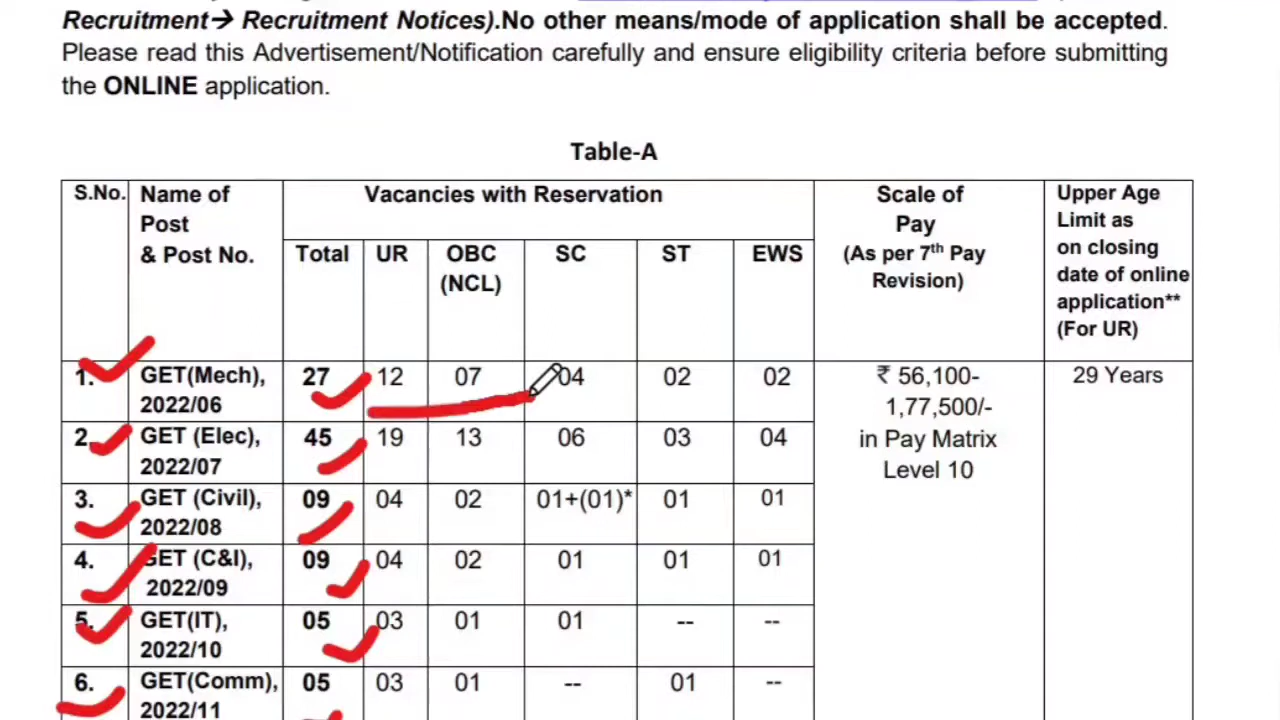 Recruitment→ Recruitment Notices).No other means/mode of application shall be accepted.
Please read this Advertisement/Notification carefully and ensure eligibility criteria before submitting
the ONLINE application.
Table-A
S.No. Name of Post & Post No. Vacancies with Reservation Scale of Pay (As per 7th Pay Revision) Upper Age Limit as on closing date of online application** (For UR)
Total UR OBC (NCL) SC ST EWS
1. GET(Mech), 2022/06 27 12 07 04 02 02 ₹ 56,100-1,77,500/- in Pay Matrix Level 10 29 Years
2. GET (Elec), 2022/07 45 19 13 06 03 04
3. GET (Civil), 2022/08 09 04 02 01+(01)* 01 01
4. GET (C&I), 2022/09 09 04 02 01 01 01
5. GET(IT), 2022/10 05 03 01 01 -- --
6. GET(Comm), 2022/11 05 03 01 -- 01 --